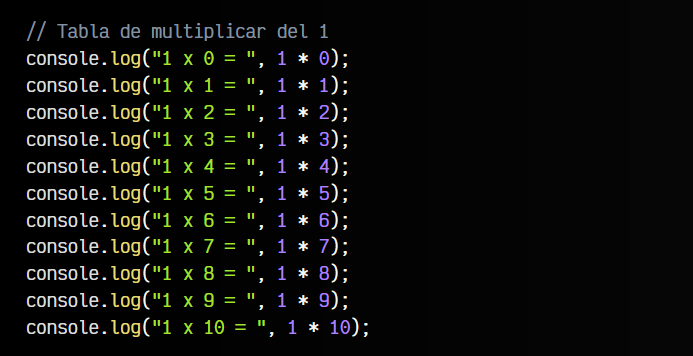 // Tabla de multiplicar del 1
console.log("1 x 0 = ", 1 * 0);
console.log("1 x 1 = ", 1 * 1);
console.log("1 x 2 = ", 1 * 2);
console.log("1 x 3 = ", 1 * 3);
console.log("1 x 4 = ", 1 * 4);
console.log("1 x 5 = ", 1 * 5);
console.log("1 x 6 = ", 1 * 6);
console.log("1 x 7 = ", 1 * 7);
console.log("1 x 8 = ", 1 * 8);
console.log("1 x 9 = ", 1 * 9);
console.log("1 x 10 = ", 1 * 10);